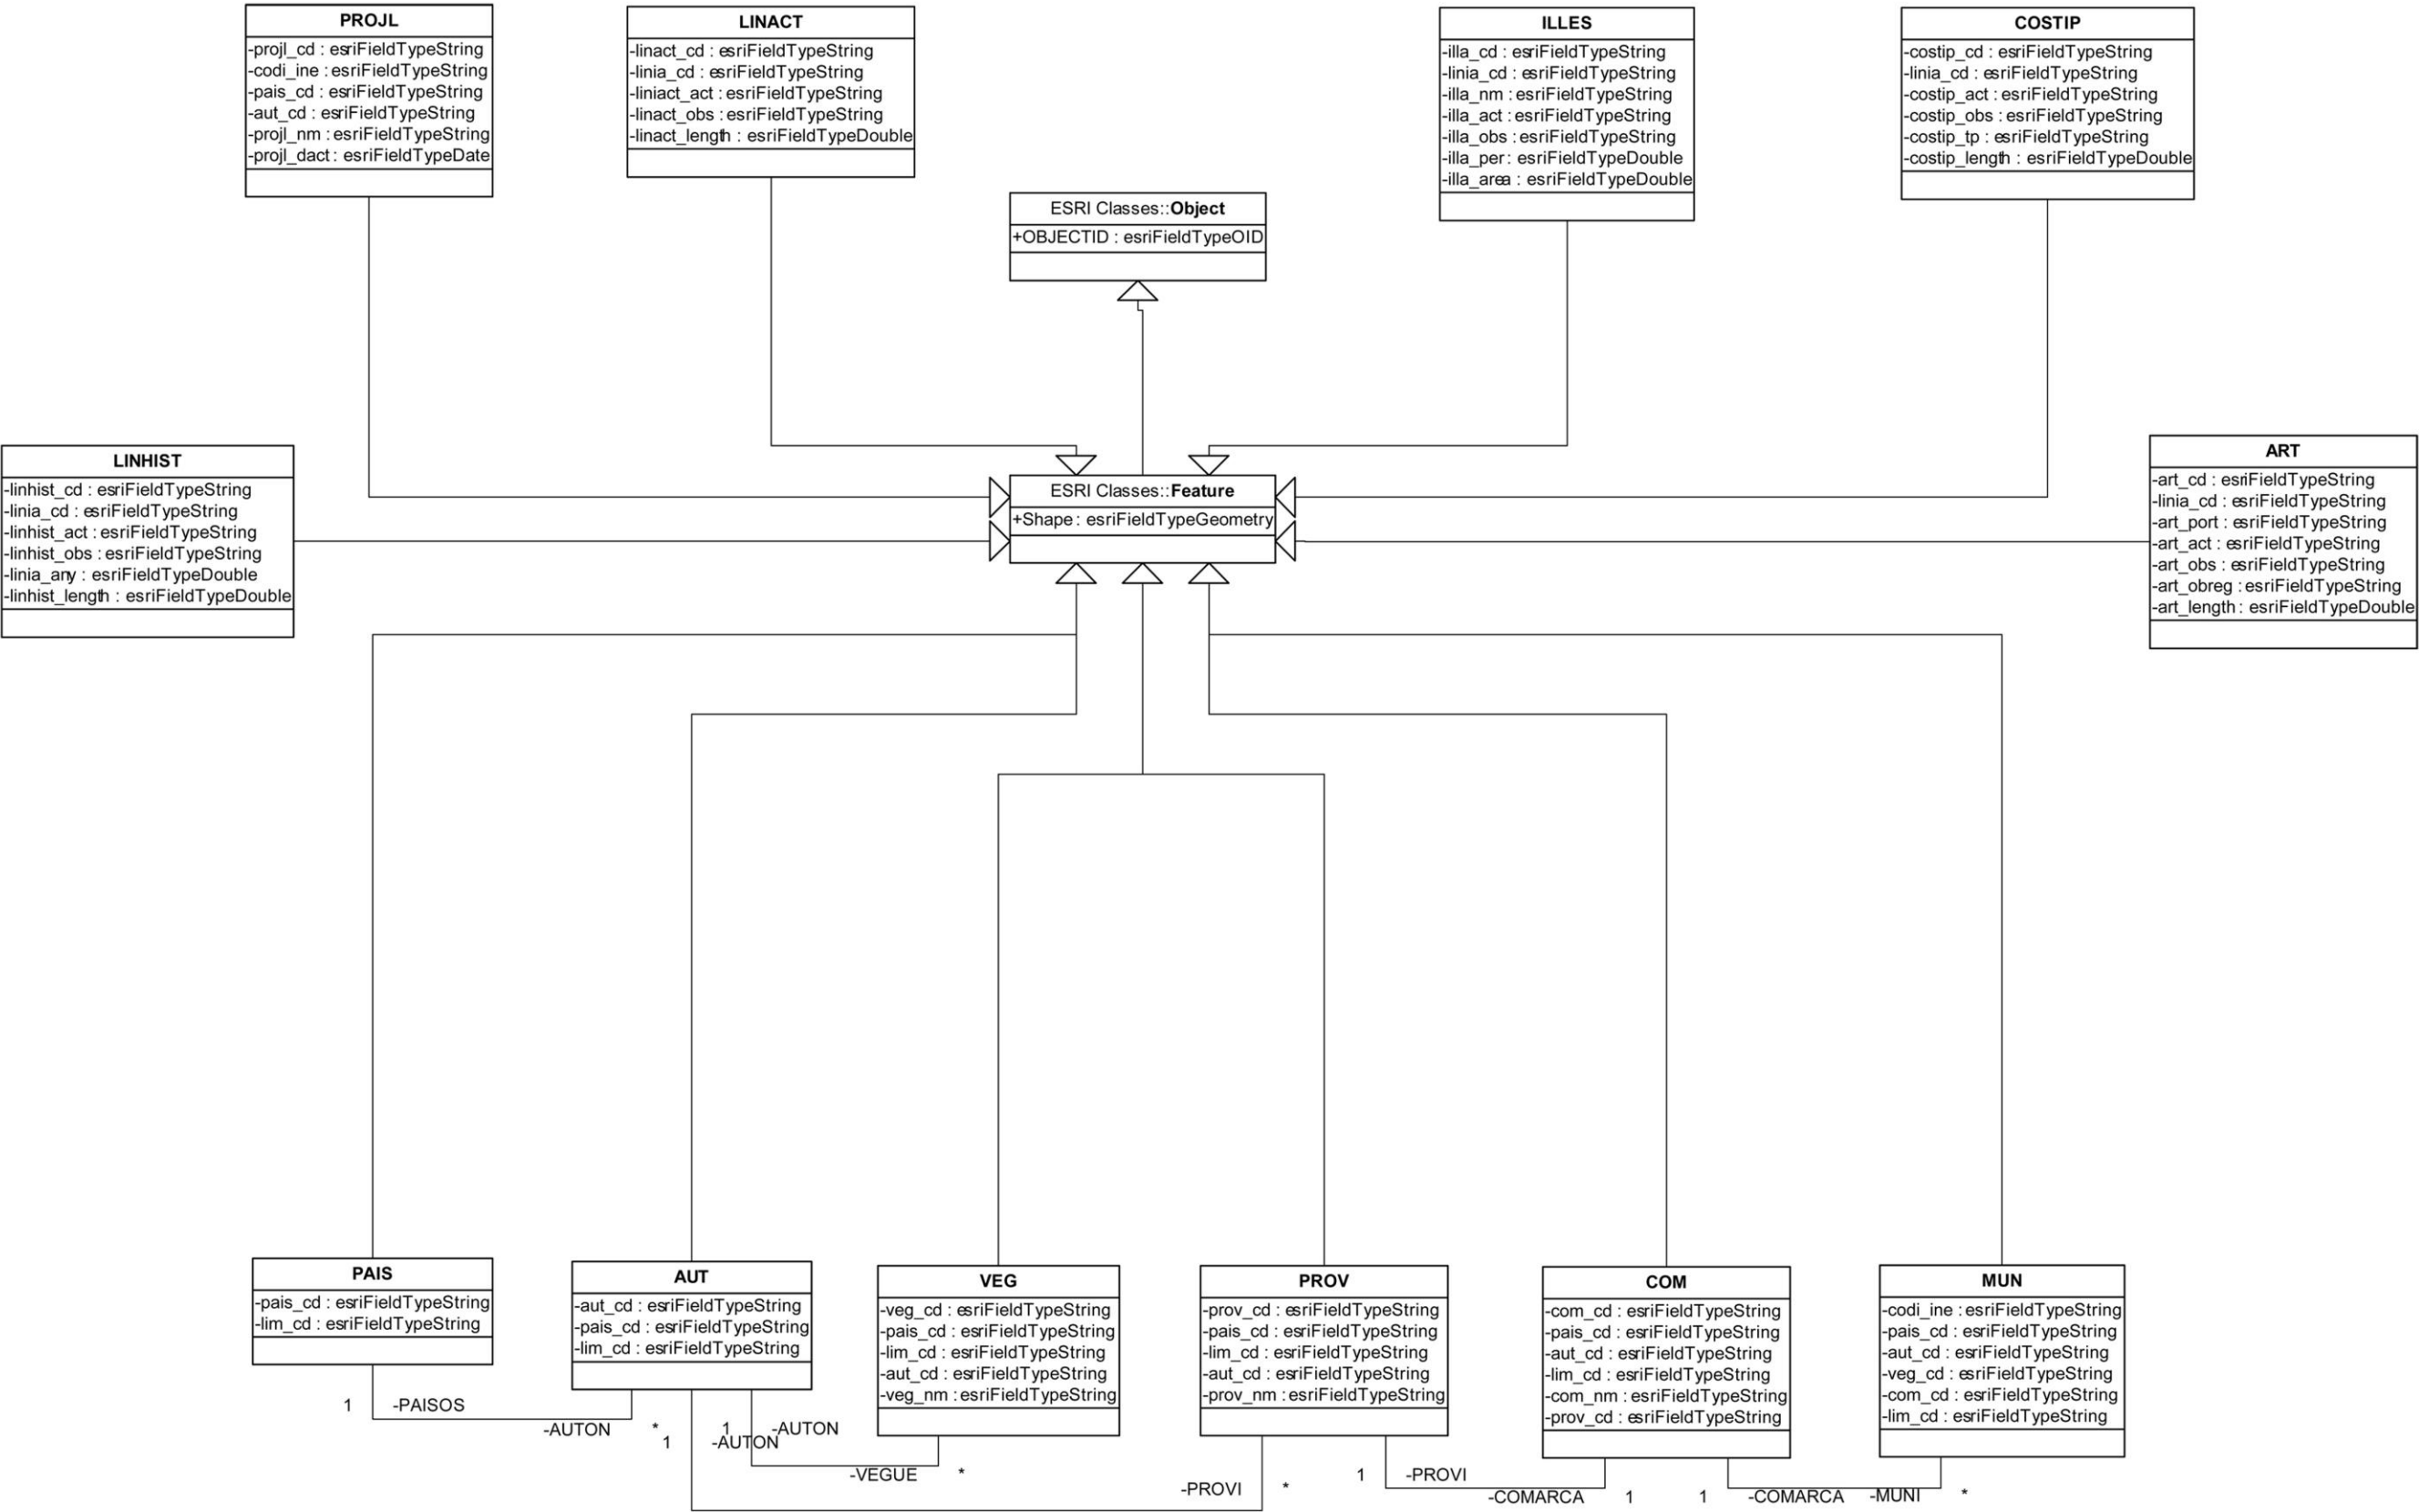 PROJL
-projl_cd : esriFieldTypeString
-codi_ine : esriFieldTypeString
-pais_cd : esriFieldTypeString
-aut_cd : esriFieldTypeString
-projl_nm : esriFieldTypeString
-projl_dact : esriFieldTypeDate
LINACT
-linact_cd : esriFieldTypeString
-linia_cd : esriFieldTypeString
-liniact_act : esriFieldTypeString
-linact_obs : esriFieldTypeString
-linact_length : esriFieldTypeDouble
ILLES
-illa_cd : esriFieldTypeString
-linia_cd : esriFieldTypeString
-illa_nm : esriFieldTypeString
-illa_act : esriFieldTypeString
-illa_obs : esriFieldTypeString
-illa_per : esriFieldTypeDouble
-illa_area : esriFieldTypeDouble
COSTIP
-costip_cd : esriFieldTypeString
-linia_cd : esriFieldTypeString
-costip_act : esriFieldTypeString
-costip_obs : esriFieldTypeString
-costip_tp : esriFieldTypeString
-costip_length : esriFieldTypeDouble
ESRI Classes::Object
+OBJECTID : esriFieldTypeOID
LINHIST
-linhist_cd : esriFieldTypeString
-linia_cd : esriFieldTypeString
-linhist_act : esriFieldTypeString
-linhist_obs : esriFieldTypeString
-linia_any : esriFieldTypeDouble
-linhist_length : esriFieldTypeDouble
ESRI Classes::Feature
+Shape : esriFieldTypeGeometry
ART
-art_cd : esriFieldTypeString
-linia_cd : esriFieldTypeString
-art_port : esriFieldTypeString
-art_act : esriFieldTypeString
-art_obs : esriFieldTypeString
-art_obreg : esriFieldTypeString
-art_length : esriFieldTypeDouble
PAIS
-pais_cd : esriFieldTypeString
-lim_cd : esriFieldTypeString
AUT
-aut_cd : esriFieldTypeString
-pais_cd : esriFieldTypeString
-lim_cd : esriFieldTypeString
VEG
-veg_cd : esriFieldTypeString
-pais_cd : esriFieldTypeString
-lim_cd : esriFieldTypeString
-aut_cd : esriFieldTypeString
-veg_nm : esriFieldTypeString
PROV
-prov_cd : esriFieldTypeString
-pais_cd : esriFieldTypeString
-lim_cd : esriFieldTypeString
-aut_cd : esriFieldTypeString
-prov_nm : esriFieldTypeString
COM
-com_cd : esriFieldTypeString
-pais_cd : esriFieldTypeString
-aut_cd : esriFieldTypeString
-lim_cd : esriFieldTypeString
-com_nm : esriFieldTypeString
-prov_cd : esriFieldTypeString
MUN
-codi_ine : esriFieldTypeString
-pais_cd : esriFieldTypeString
-aut_cd : esriFieldTypeString
-veg_cd : esriFieldTypeString
-com_cd : esriFieldTypeString
-lim_cd : esriFieldTypeString
1 -PAISOS
-AUTON *
1 -AUTON
1 -AUTON
-VEGUE *
-PROVI *
1 -PROVI
-COMARCA 1
1 -COMARCA
-MUNI *